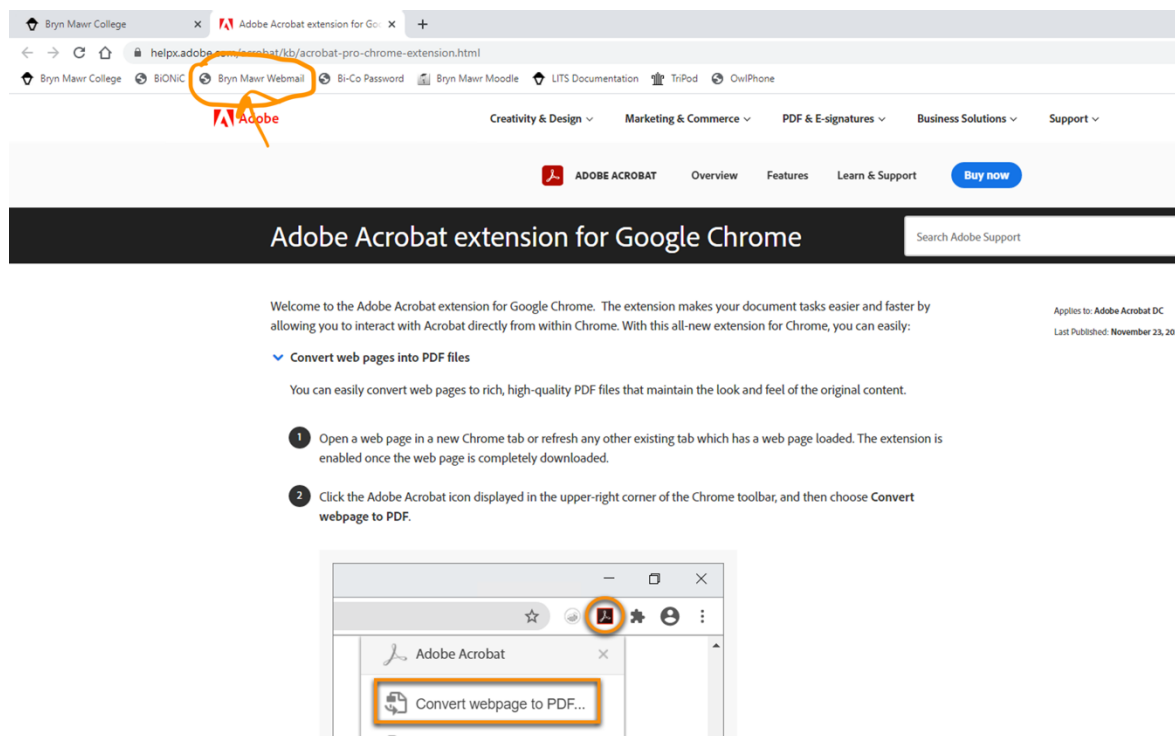 Bryn Mawr College
Adobe Acrobat extension for Go
helpx.adobe.com/acrobat/kb/acrobat-pro-chrome-extension.html
Bryn Mawr College BiONiC Bryn Mawr Webmail Bi-Co Password Bryn Mawr Moodle LITS Documentation TriPod OwlPhone
Adobe Creativity & Design Marketing & Commerce PDF & E-signatures Business Solutions Support
ADOBE ACROBAT Overview Features Learn & Support Buy now
Adobe Acrobat extension for Google Chrome
Search Adobe Support
Welcome to the Adobe Acrobat extension for Google Chrome. The extension makes your document tasks easier and faster by
allowing you to interact with Acrobat directly from within Chrome. With this all-new extension for Chrome, you can easily:
Applies to: Adobe Acrobat DC
Last Published: November 23, 20
Convert web pages into PDF files
You can easily convert web pages to rich, high-quality PDF files that maintain the look and feel of the original content.
1 Open a web page in a new Chrome tab or refresh any other existing tab which has a web page loaded. The extension is
enabled once the web page is completely downloaded.
2 Click the Adobe Acrobat icon displayed in the upper-right corner of the Chrome toolbar, and then choose Convert
webpage to PDF.
Adobe Acrobat
Convert webpage to PDF...